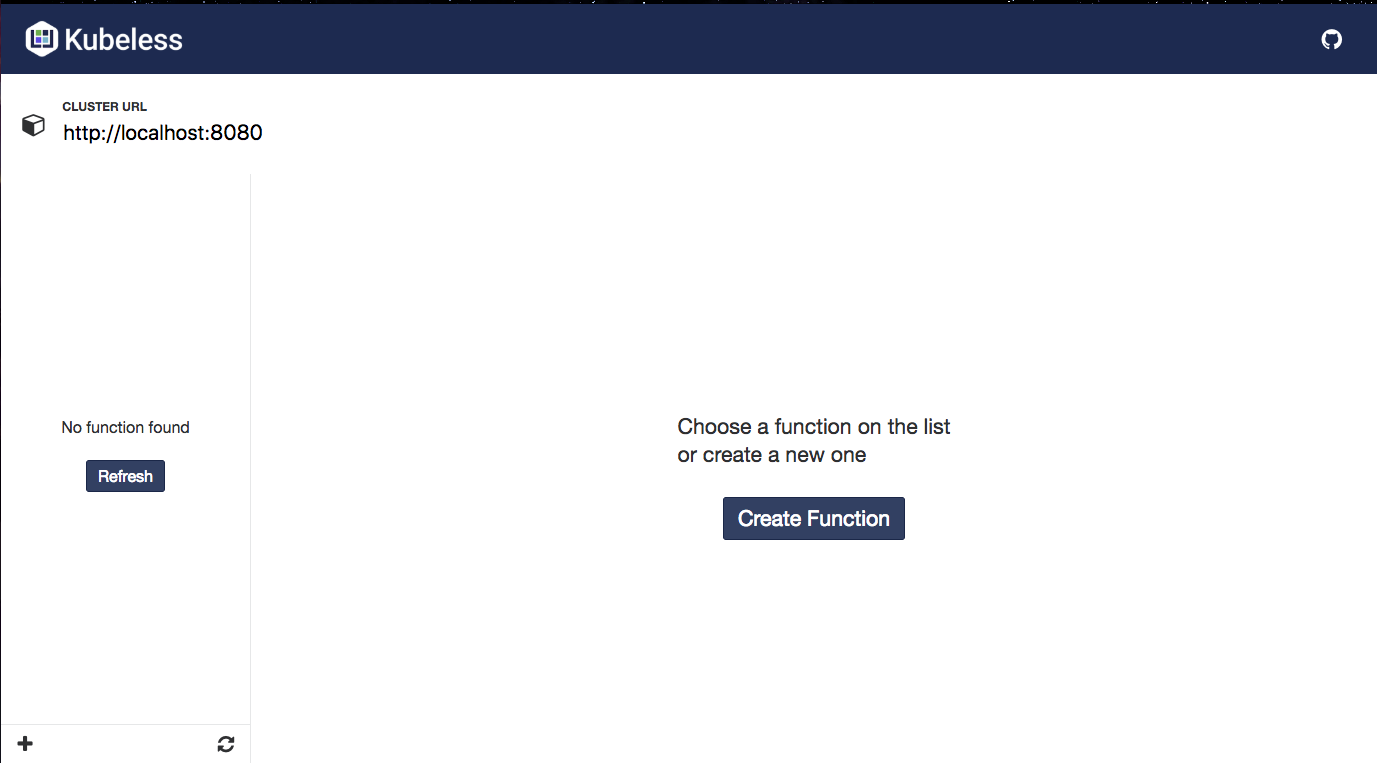 Kubeless
CLUSTER URL
http://localhost:8080
No function found
Refresh
Choose a function on the list
or create a new one
Create Function